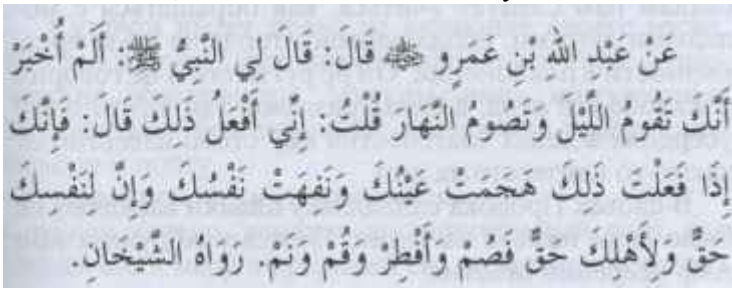 عَنْ عَبْدِ اللهِ بْنِ عَمْرٍو ﷺ قَالَ: قَالَ لِي النَّبِيُّ ﷺ: أَلَمْ أُخْبَرْ
أَنَّكَ تَقُومُ اللَّيْلَ وَتَصُومُ النَّهَارَ قُلْتُ: إِنِّي أَفْعَلُ ذَلِكَ قَالَ: فَإِنَّكَ
إِذَا فَعَلْتَ ذَلِكَ هَجَمَتْ عَيْنُكَ وَنَفِهَتْ نَفْسُكَ وَإِنَّ لِنَفْسِكَ
حَقٌّ وَلِأَهْلِكَ حَقٌّ فَصُمْ وَأَفْطِرْ وَقُمْ وَنَمْ. رَوَاهُ الشَّيْخَانِ.